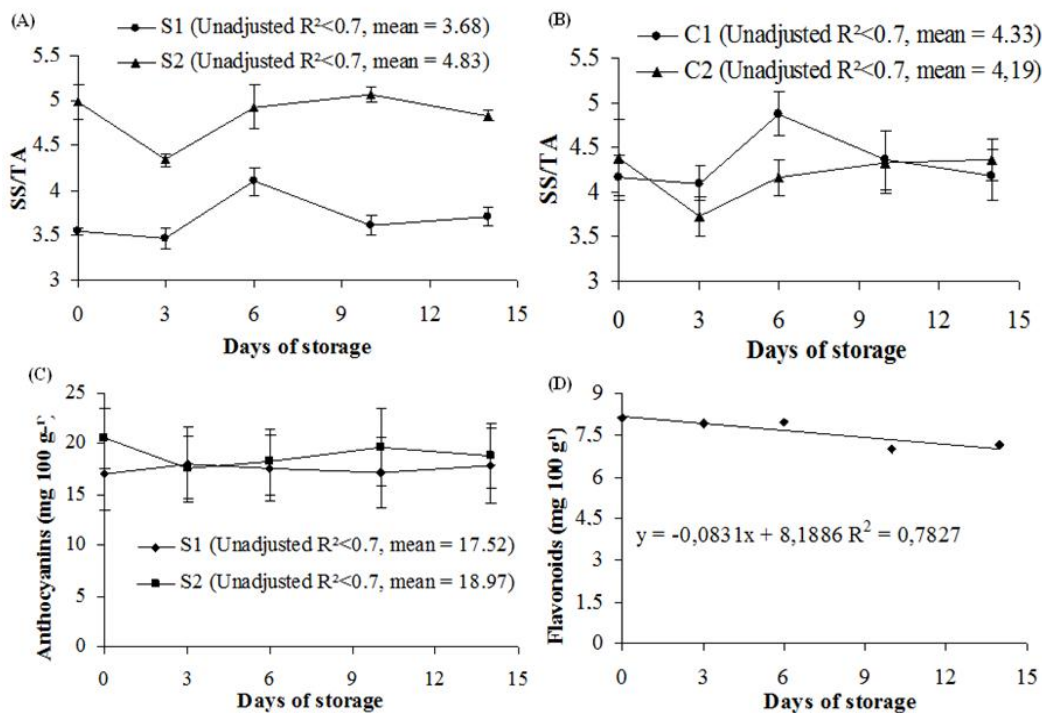 (A)
S1 (Unadjusted R²<0.7, mean = 3.68)
S2 (Unadjusted R²<0.7, mean = 4.83)
5.5
5
4.5
4
3.5
3
SS/TA
0 3 6 9 12 15
Days of storage
(B)
C1 (Unadjusted R²<0.7, mean = 4.33)
C2 (Unadjusted R²<0.7, mean = 4,19)
5.5
5
4.5
4
3.5
3
SS/TA
0 3 6 9 12 15
Days of storage
(C)
25
20
15
10
5
0
Anthocyanins (mg 100 g⁻¹)
S1 (Unadjusted R²<0.7, mean = 17.52)
S2 (Unadjusted R²<0.7, mean = 18.97)
0 3 6 9 12 15
Days of storage
(D)
9
7.5
6
4.5
3
1.5
0
Flavonoids (mg 100 g¹)
y = -0,0831x + 8,1886 R² = 0,7827
0 3 6 9 12 15
Days of storage